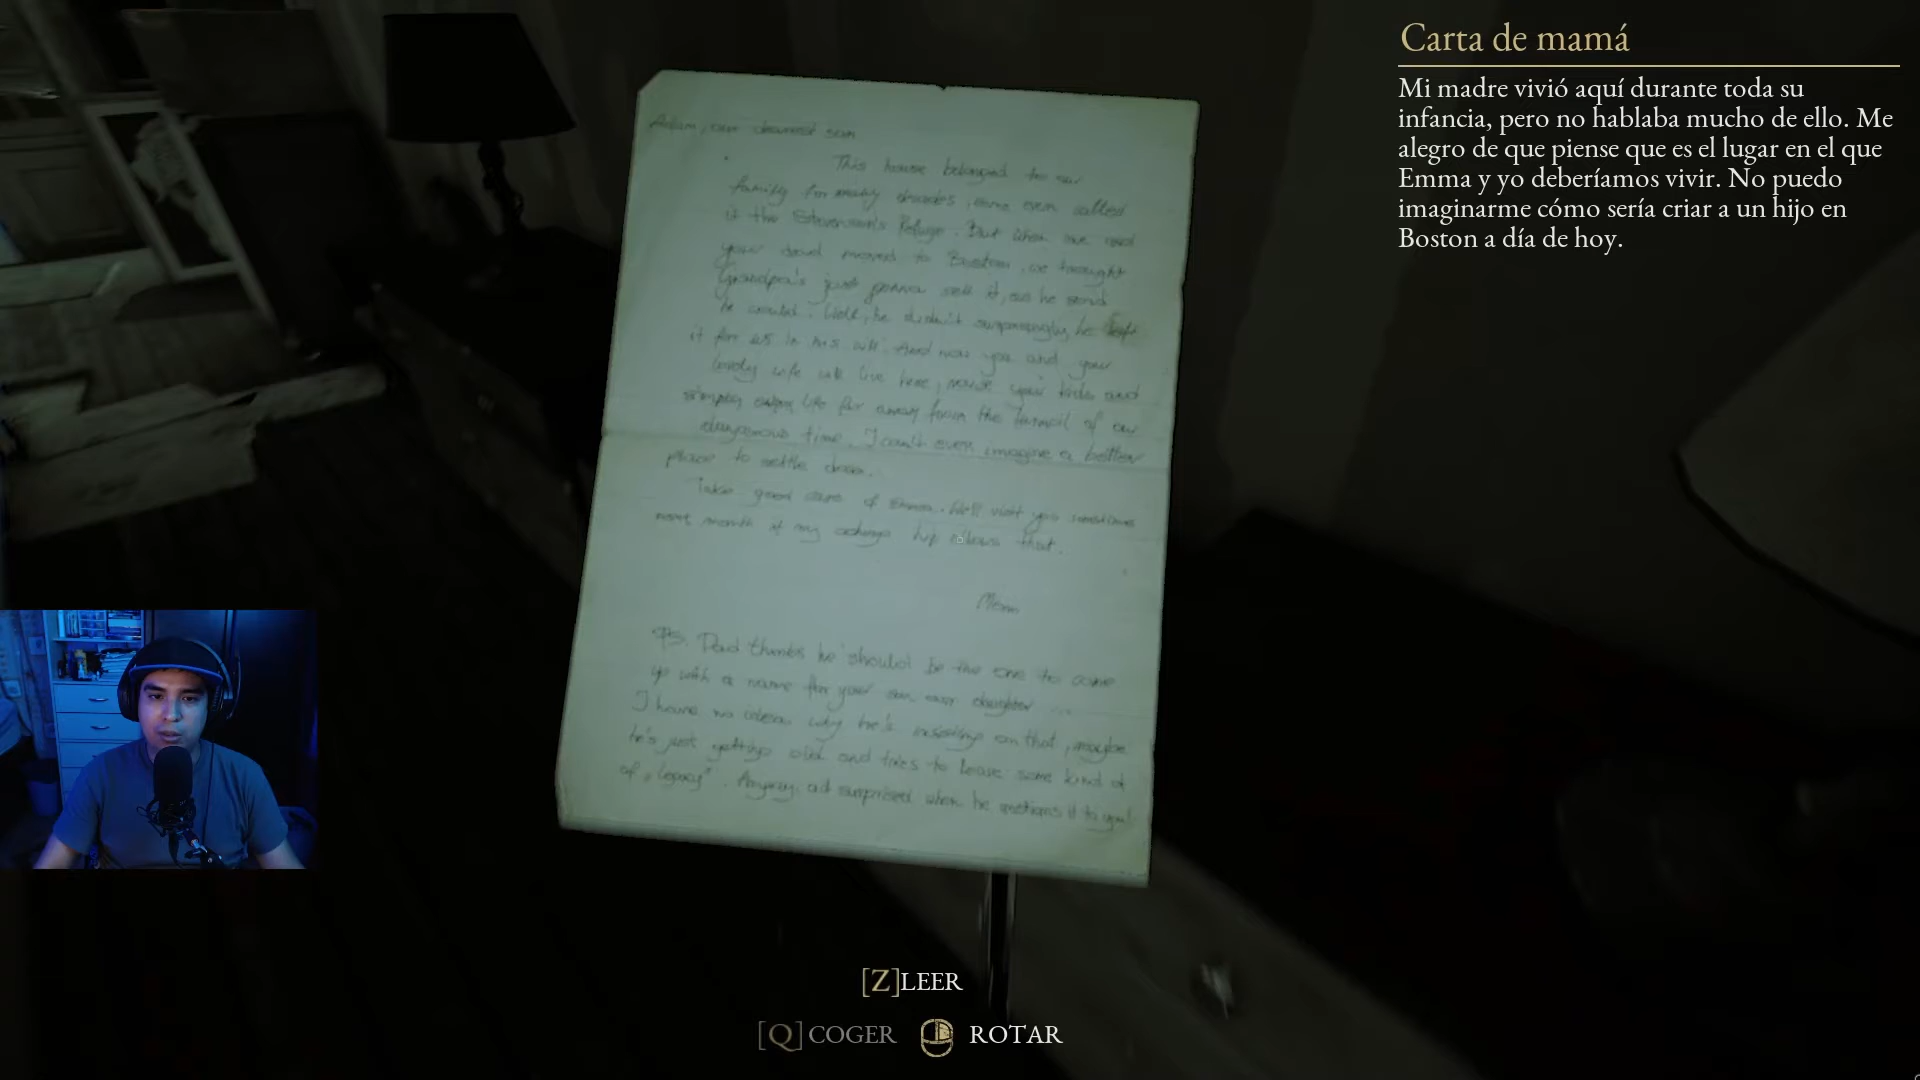 Carta de mamá
Mi madre vivió aquí durante toda su
infancia, pero no hablaba mucho de ello. Me
alegro de que piense que es el lugar en el que
Emma y yo deberíamos vivir. No puedo
imaginarme cómo sería criar a un hijo en
Boston a día de hoy.
Adam, our dearest son
This house belonged to our
family for many decades, some even called
it the Stevenson's Refuge. But when me and
your dad moved to Boston, we thought
Grandpa's just gonna sell it, as he said
he would. Well, he didn't surprisingly, he left
it for us in his will. And now you and your
lovely wife will live here, raise your kids and
simply enjoy life far away from the turmoil of our
dangerous time. I can't even imagine a better
place to settle down.
Take good care of Emma. We'll visit you sometime
next month if my aching hip allows that.
Mom
PS. Dad thinks he should be the one to come
up with a name for your son or daughter ...
I have no idea why he's insisting on that, maybe
he's just getting old and tries to leave some kind of
of „legacy". Anyway, act surprised when he mentions it to you!
[Z] LEER
[Q] COGER ROTAR